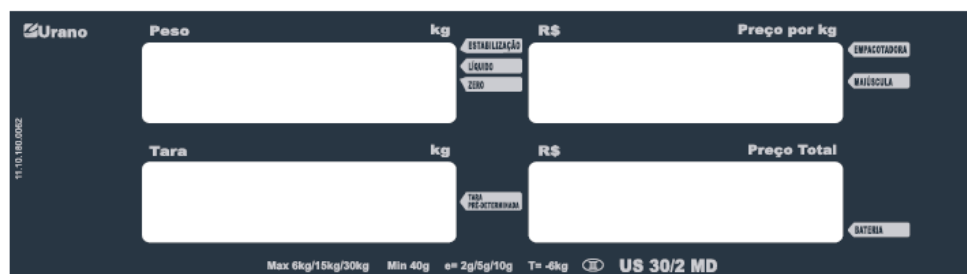 Urano
Peso kg R$ Preço por kg
ESTABILIZAÇÃO
LÍQUIDO
ZERO
EMPACOTADORA
MAIÚSCULA
11.10.180.0062
Tara kg R$ Preço Total
TARA
PRÉ-DETERMINADA
BATERIA
Max 6kg/15kg/30kg Min 40g e= 2g/5g/10g T= -6kg III US 30/2 MD